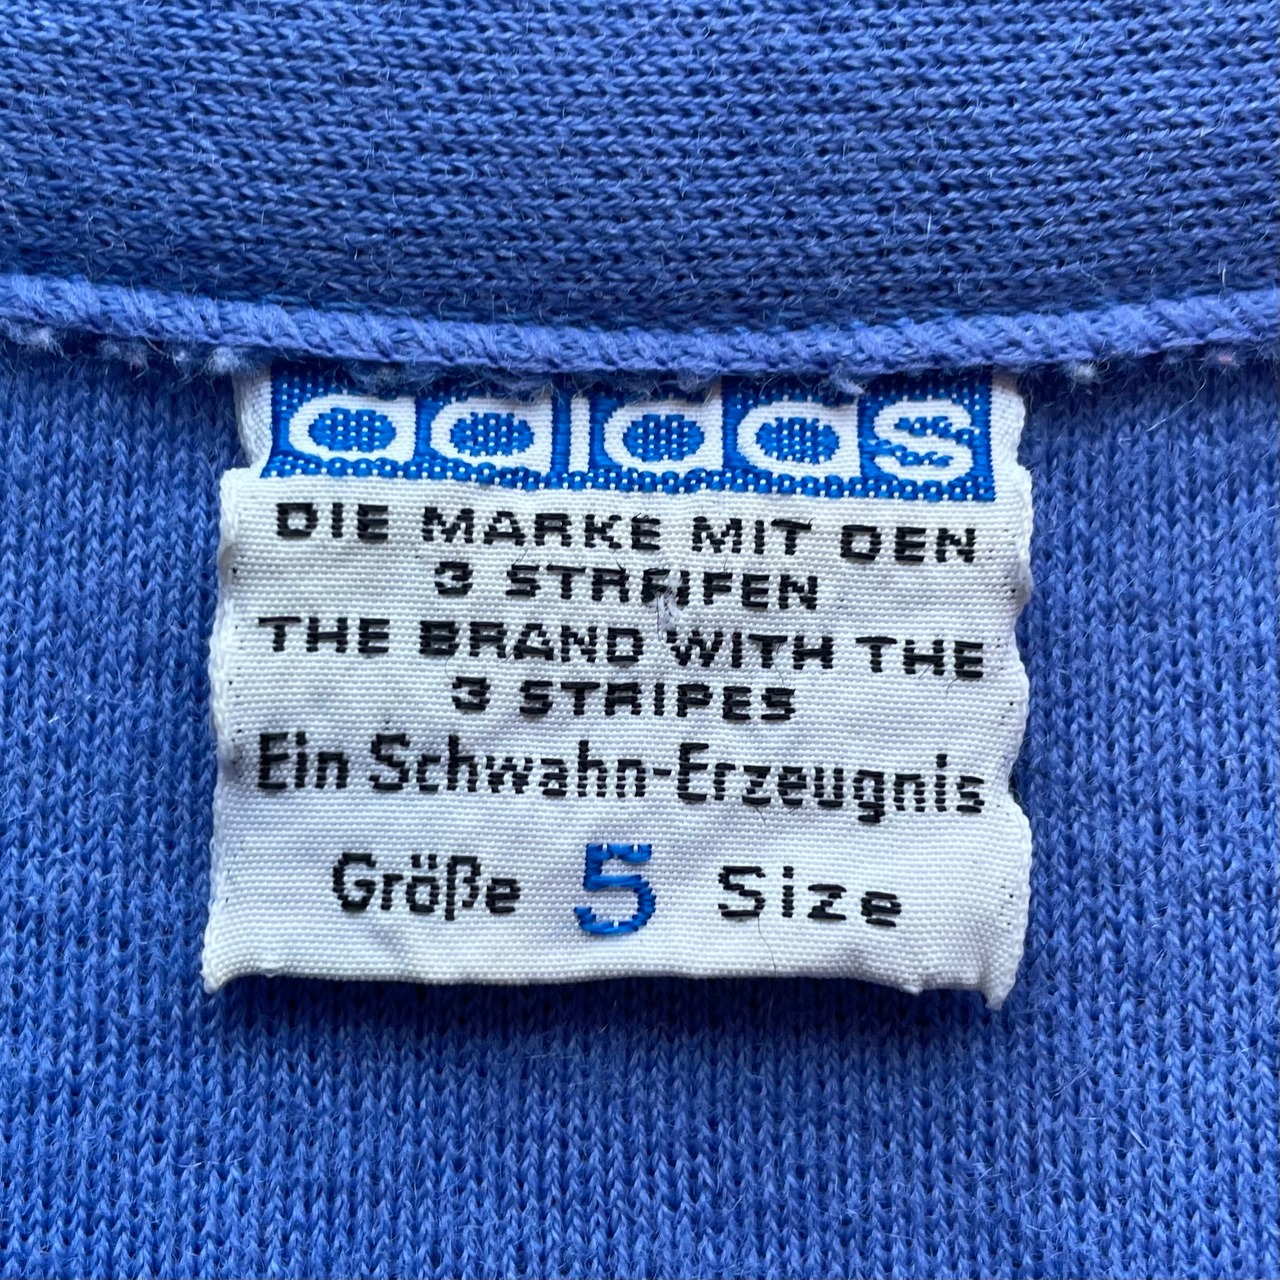 adidas
DIE MARKE MIT DEN
3 STREIFEN
THE BRAND WITH THE
3 STRIPES
Ein Schwahn-Erzeugnis
Größe 5 Size